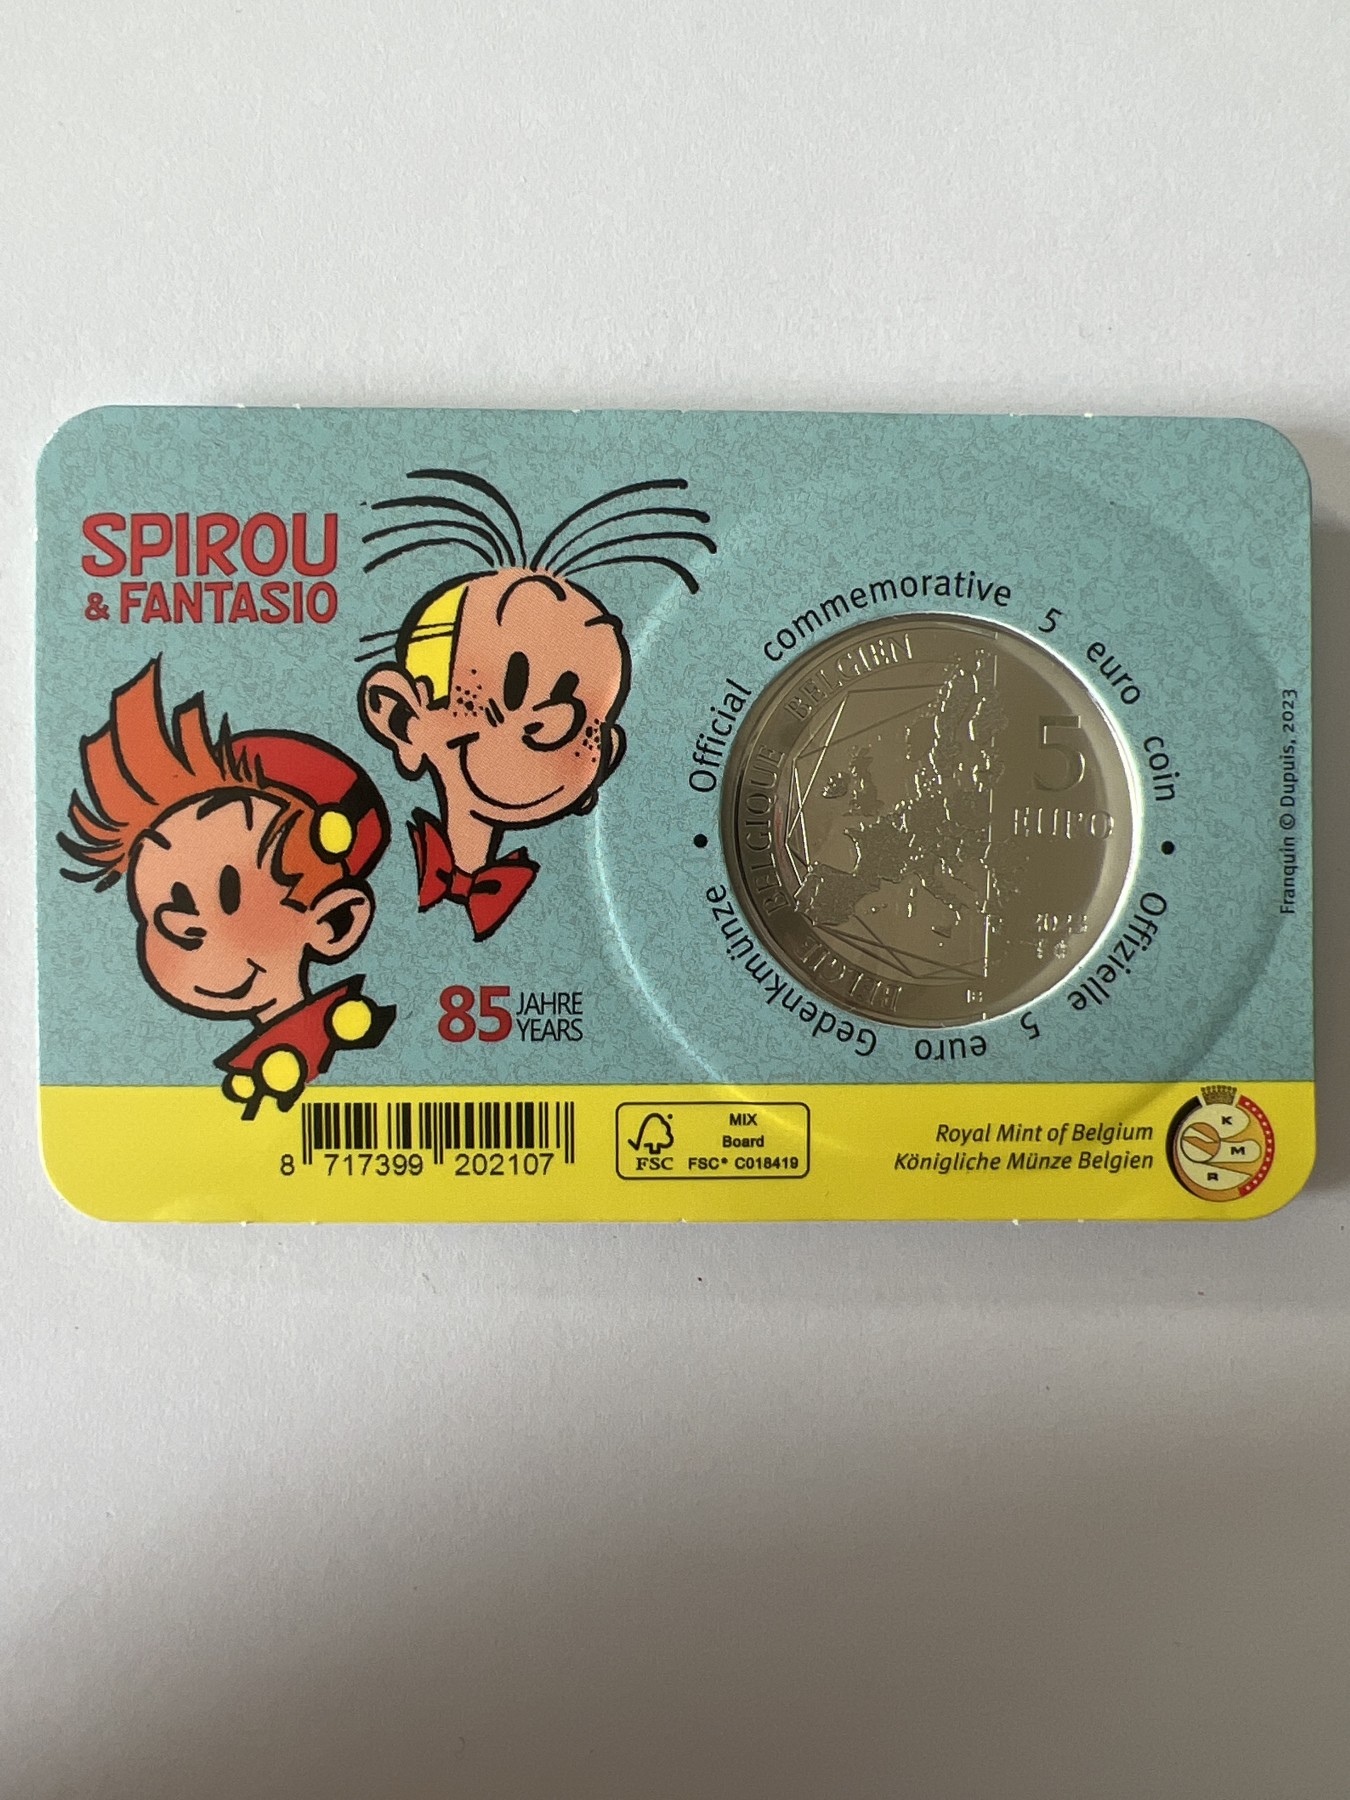 SPIROU
& FANTASIO
85 JAHRE
YEARS
Official commemorative 5 euro coin
Offizielle 5 euro Gedenkmünze
BELGIE BELGIQUE BELGIEN
5
EURO
Franquin © Dupuis, 2023
8 717399 202107
FSC
MIX
Board
FSC® C018419
Royal Mint of Belgium
Königliche Münze Belgien
K
M
R